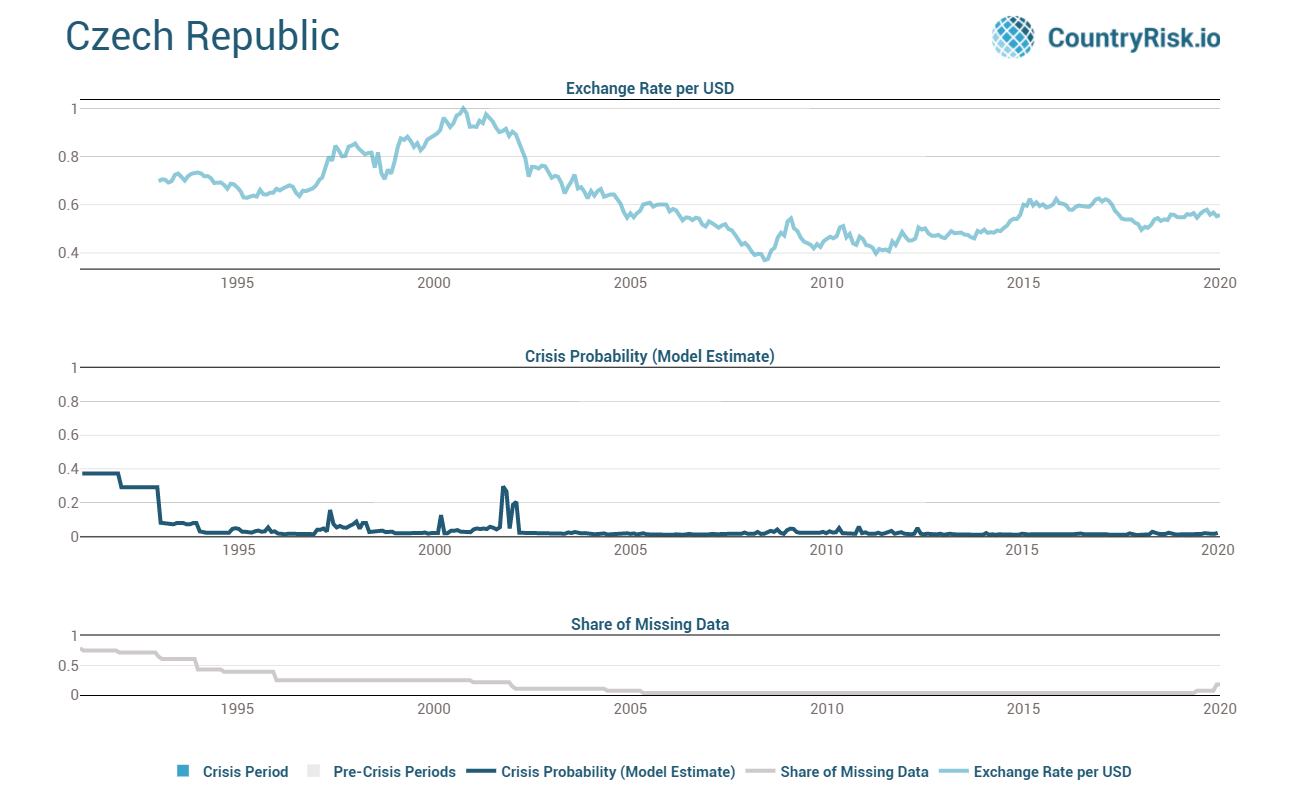 Czech Republic
CountryRisk.io
Exchange Rate per USD
1
0.8
0.6
0.4
1995 2000 2005 2010 2015 2020
Crisis Probability (Model Estimate)
1
0.8
0.6
0.4
0.2
0
1995 2000 2005 2010 2015 2020
Share of Missing Data
1
0.5
0
1995 2000 2005 2010 2015 2020
Crisis Period Pre-Crisis Periods Crisis Probability (Model Estimate) Share of Missing Data Exchange Rate per USD